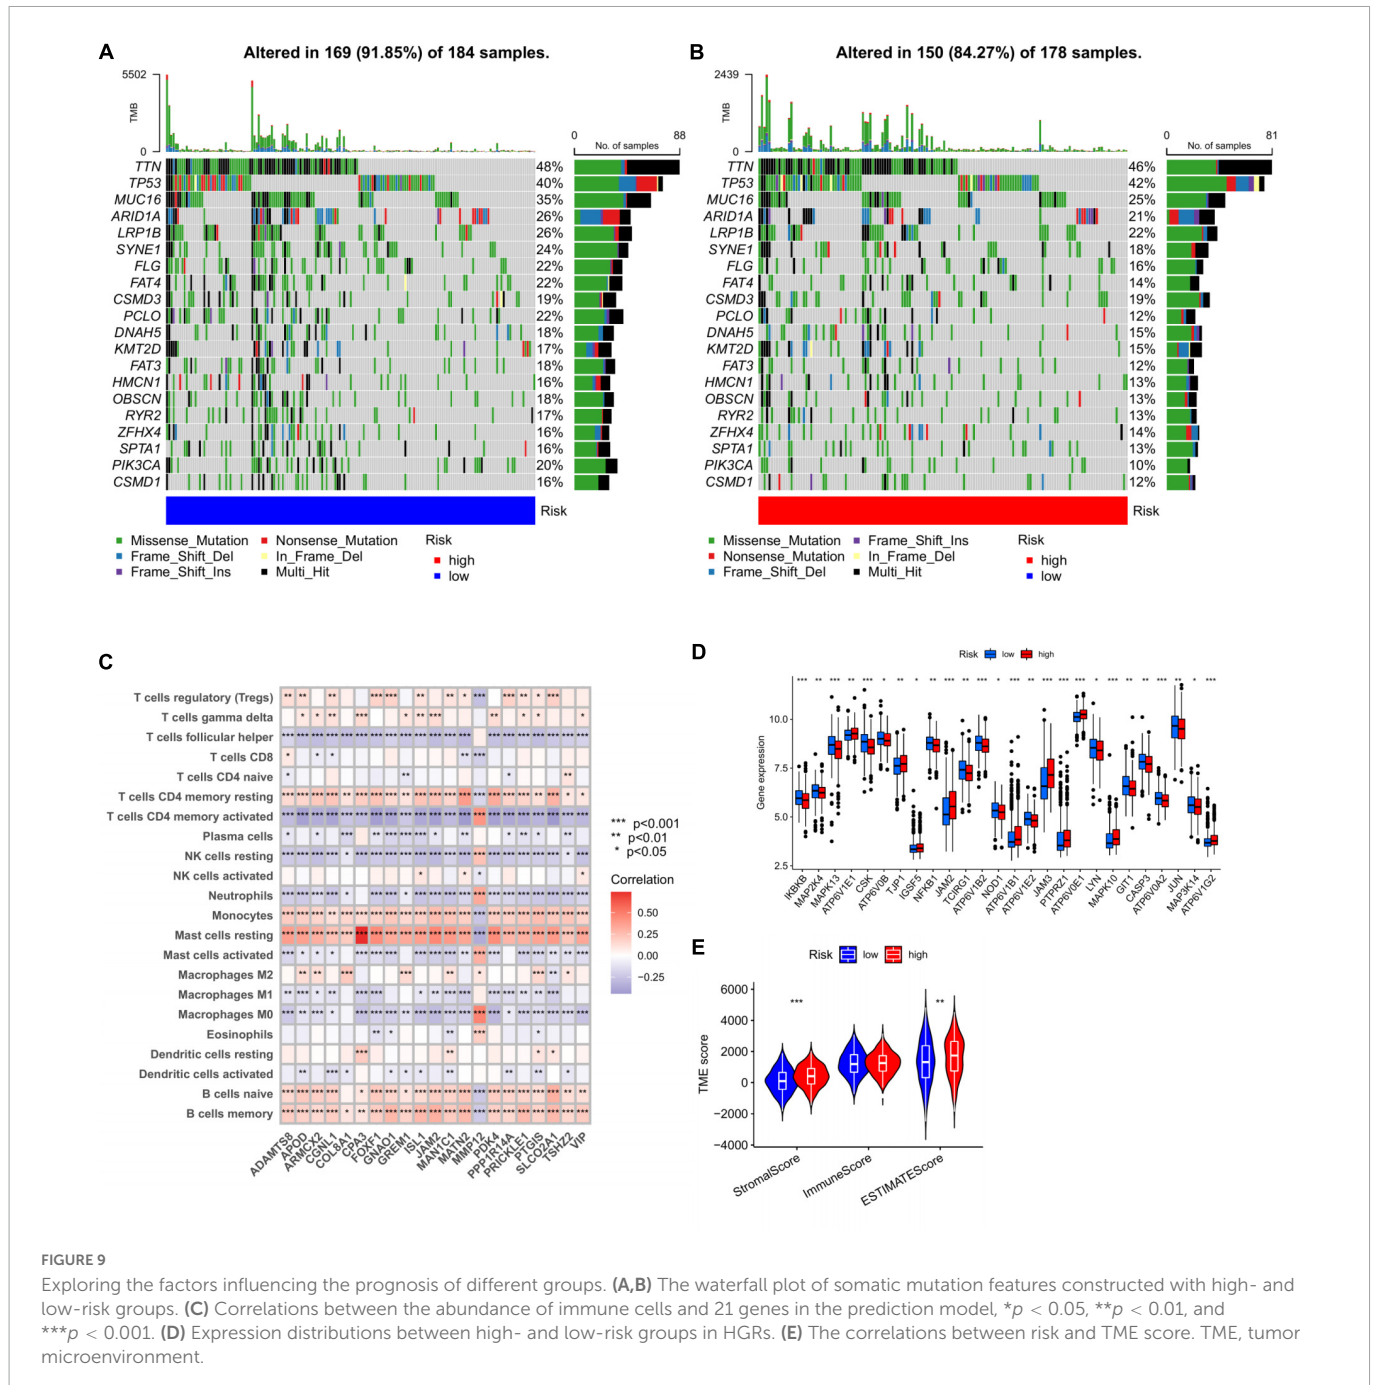 A
Altered in 169 (91.85%) of 184 samples.
5502
TMB
0
0 88
No. of samples
TTN 48%
TP53 40%
MUC16 35%
ARID1A 26%
LRP1B 26%
SYNE1 24%
FLG 22%
FAT4 22%
CSMD3 19%
PCLO 22%
DNAH5 18%
KMT2D 17%
FAT3 18%
HMCN1 16%
OBSCN 18%
RYR2 17%
ZFHX4 16%
SPTA1 16%
PIK3CA 20%
CSMD1 16%
Risk
Missense_Mutation
Frame_Shift_Del
Frame_Shift_Ins
Nonsense_Mutation
In_Frame_Del
Multi_Hit
Risk
high
low
B
Altered in 150 (84.27%) of 178 samples.
2439
TMB
0
0 81
No. of samples
TTN 46%
TP53 42%
MUC16 25%
ARID1A 21%
LRP1B 22%
SYNE1 18%
FLG 16%
FAT4 14%
CSMD3 19%
PCLO 12%
DNAH5 15%
KMT2D 15%
FAT3 12%
HMCN1 13%
OBSCN 13%
RYR2 13%
ZFHX4 14%
SPTA1 13%
PIK3CA 10%
CSMD1 12%
Risk
Missense_Mutation
Nonsense_Mutation
Frame_Shift_Del
Frame_Shift_Ins
In_Frame_Del
Multi_Hit
Risk
high
low
C
T cells regulatory (Tregs)
T cells gamma delta
T cells follicular helper
T cells CD8
T cells CD4 naive
T cells CD4 memory resting
T cells CD4 memory activated
Plasma cells
NK cells resting
NK cells activated
Neutrophils
Monocytes
Mast cells resting
Mast cells activated
Macrophages M2
Macrophages M1
Macrophages M0
Eosinophils
Dendritic cells resting
Dendritic cells activated
B cells naive
B cells memory
ADAMTS8
APOD
ARMCX2
CGNL1
COL8A1
CPA3
FOXF1
GNAO1
GREM1
ISL1
JAM2
MAN1C1
MATN2
MMP12
PDK4
PPP1R14A
PRICKLE1
PTGIS
SLCO2A1
TSHZ2
VIP
*** p<0.001
** p<0.01
* p<0.05
Correlation
0.50
0.25
0.00
−0.25
D
Risk low high
Gene expression
10.0
7.5
5.0
2.5
IKBKB
MAP2K4
MAPK13
ATP6V1E1
CSK
ATP6V0B
TJP1
IGSF5
NFKB1
JAM2
TCIRG1
ATP6V1B2
NOD1
ATP6V1B1
ATP6V1E2
JAM3
PTPRZ1
ATP6V0E1
LYN
MAPK10
GIT1
CASP3
ATP6V0A2
JUN
MAP3K14
ATP6V1G2
E
Risk low high
TME score
6000
4000
2000
0
−2000
−4000
***
**
StromalScore
ImmuneScore
ESTIMATEScore
FIGURE 9
Exploring the factors influencing the prognosis of different groups. (A,B) The waterfall plot of somatic mutation features constructed with high- and
low-risk groups. (C) Correlations between the abundance of immune cells and 21 genes in the prediction model, *p < 0.05, **p < 0.01, and
***p < 0.001. (D) Expression distributions between high- and low-risk groups in HGRs. (E) The correlations between risk and TME score. TME, tumor
microenvironment.